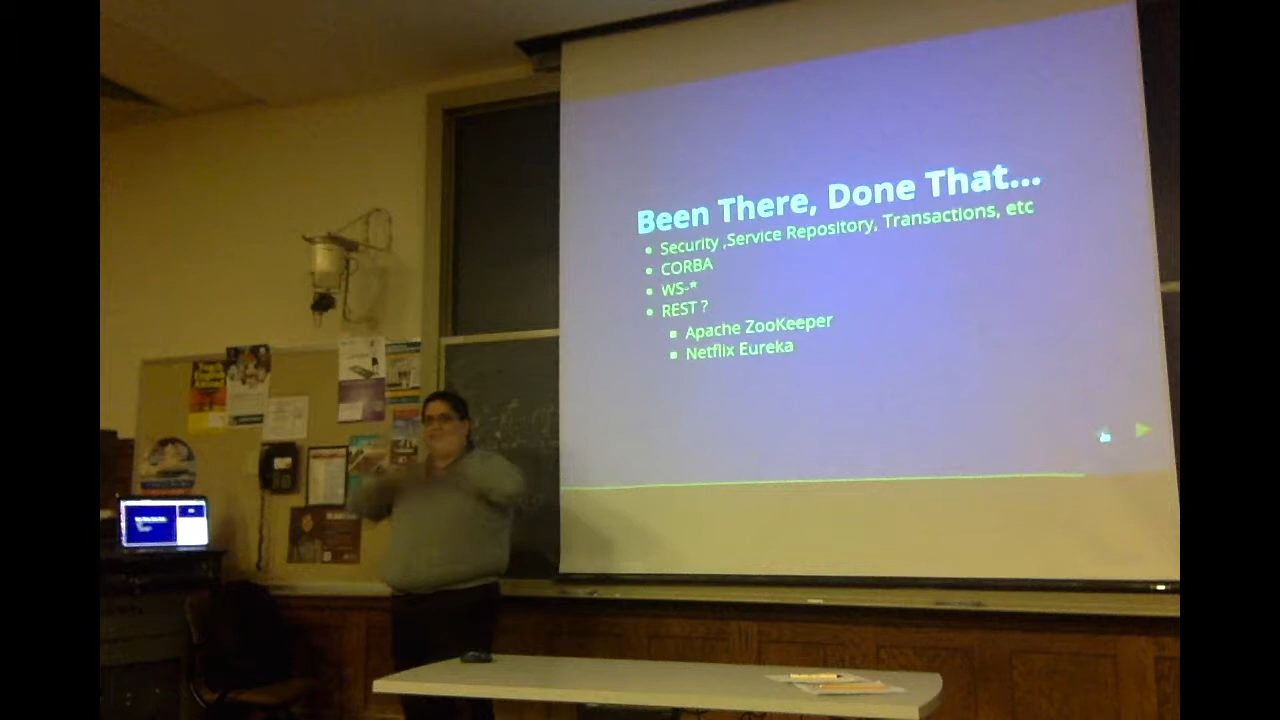 Been There, Done That...
Security ,Service Repository, Transactions, etc
CORBA
WS-*
REST ?
Apache ZooKeeper
Netflix Eureka